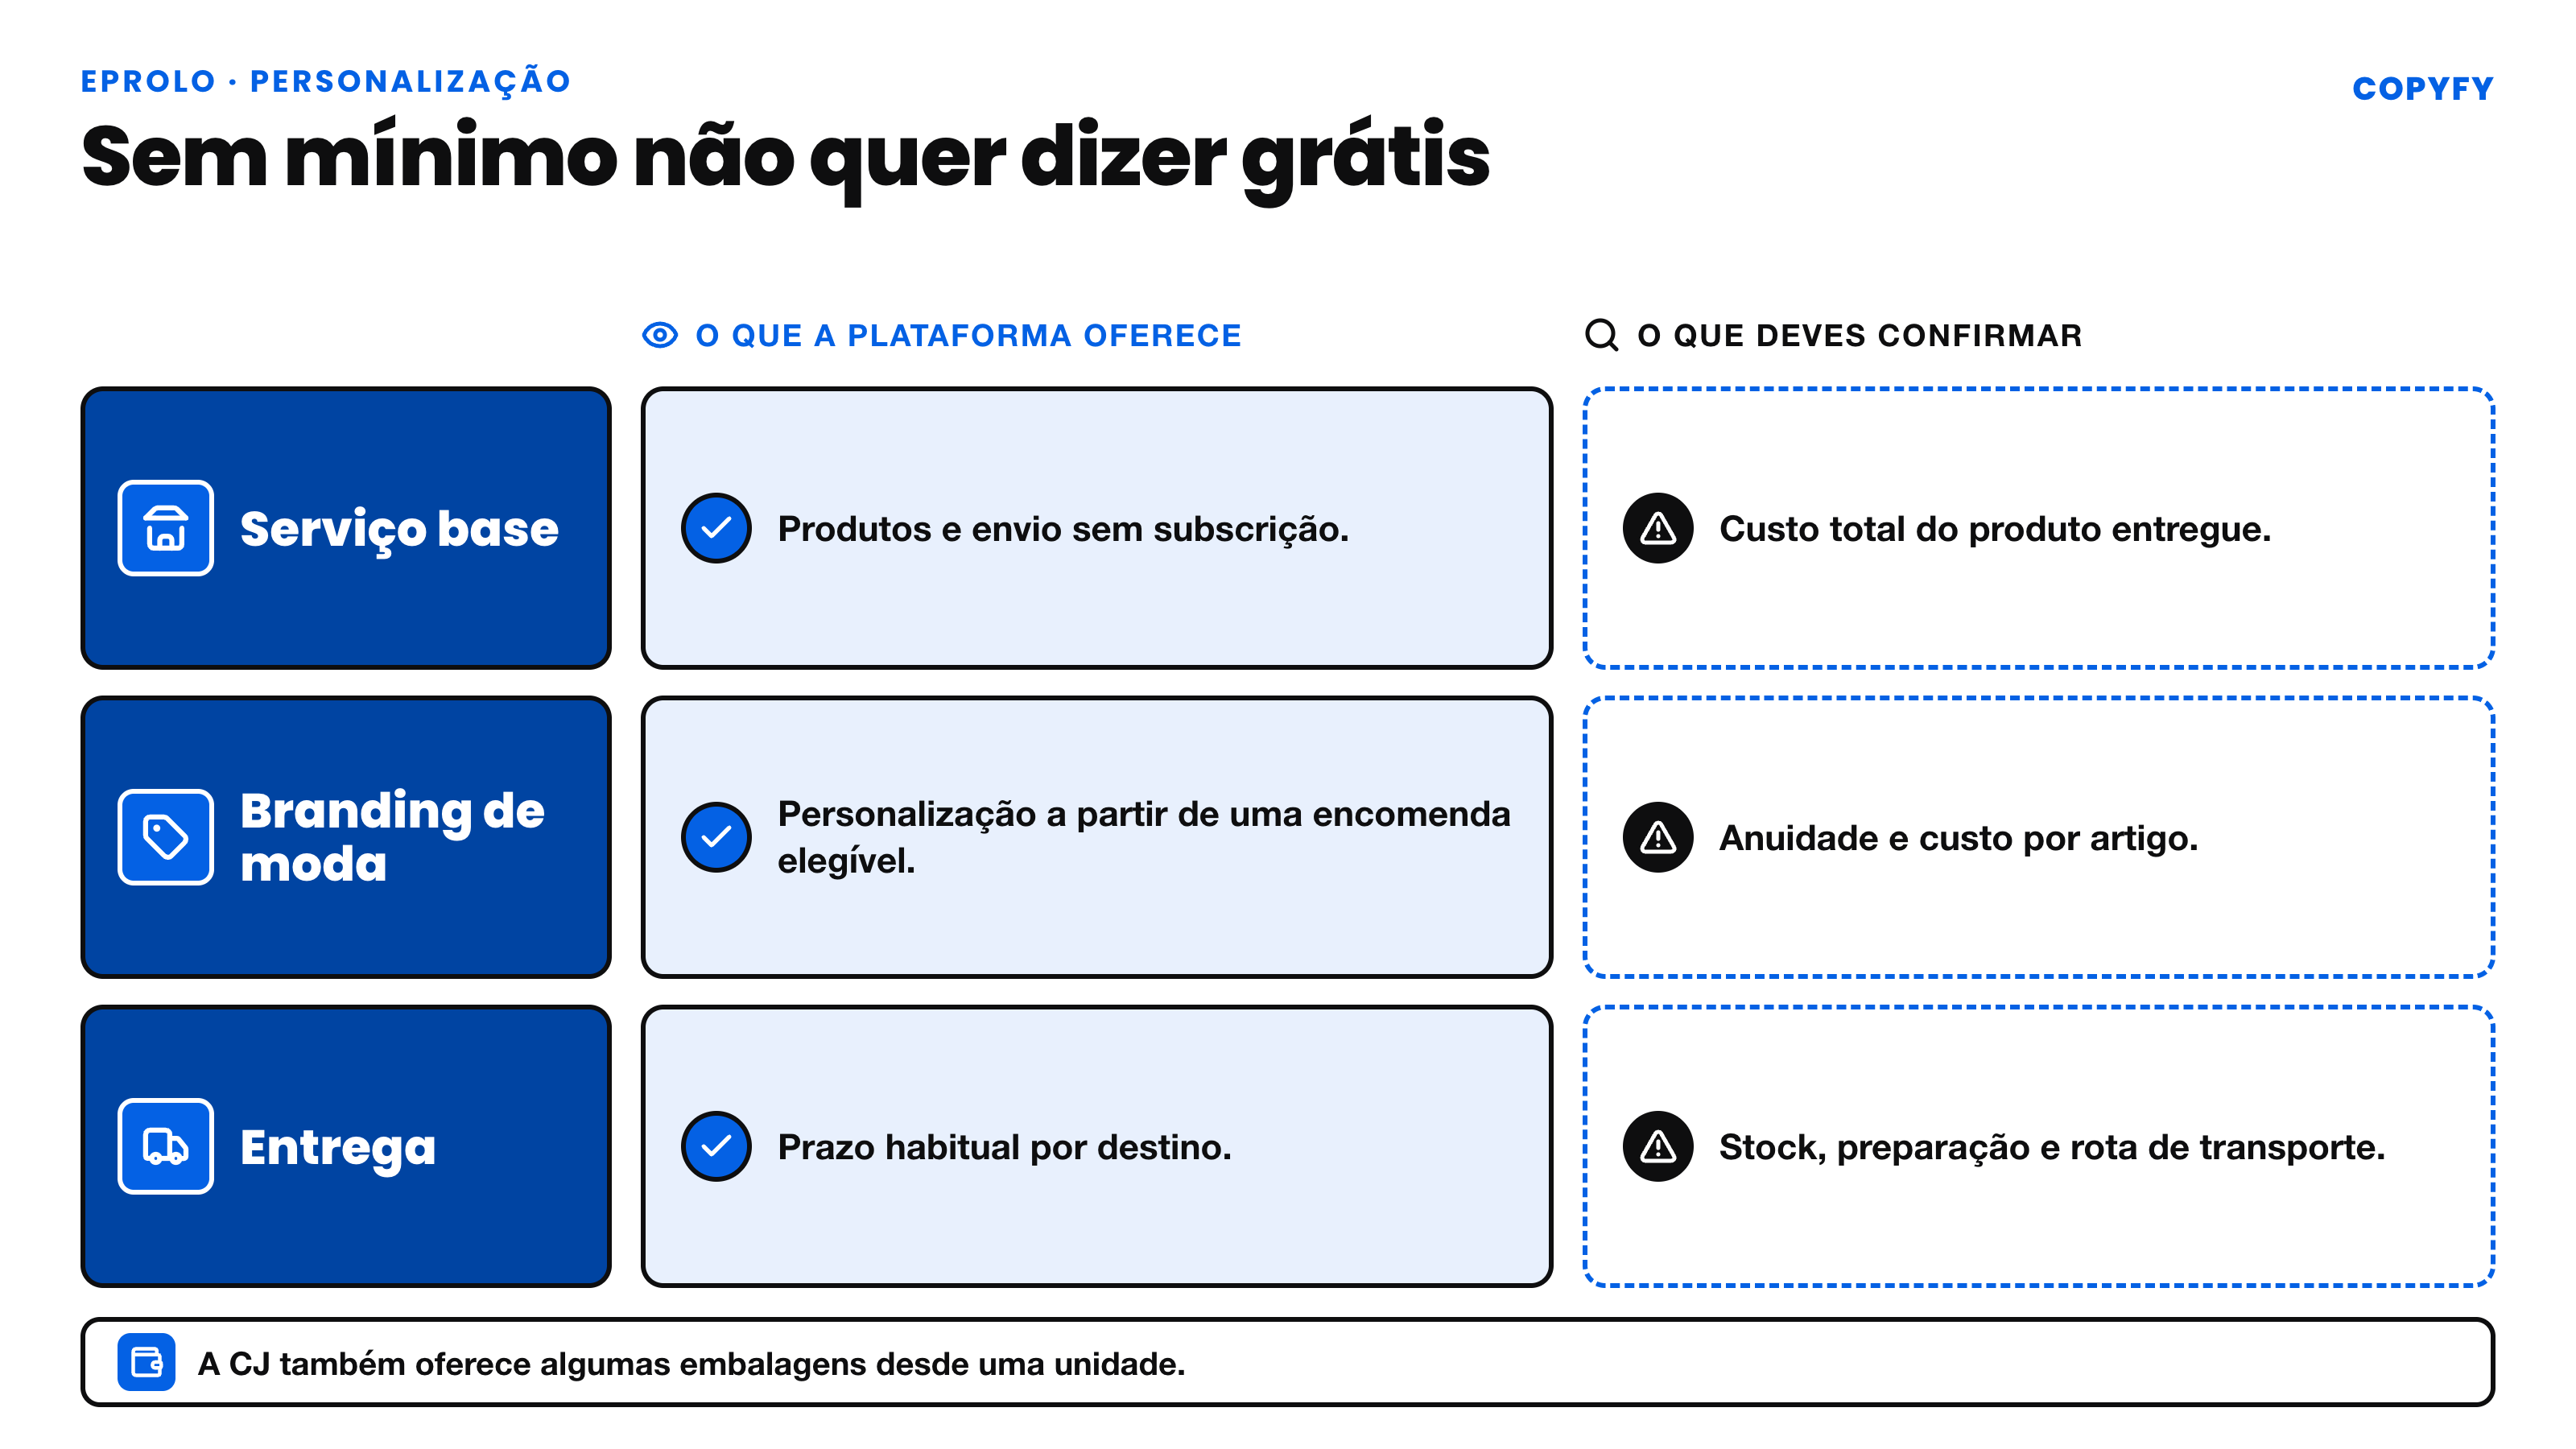 EPROLO · PERSONALIZAÇÃO
COPYFY
Sem mínimo não quer dizer grátis
O QUE A PLATAFORMA OFERECE
O QUE DEVES CONFIRMAR
Serviço base
Produtos e envio sem subscrição.
Custo total do produto entregue.
Branding de
moda
Personalização a partir de uma encomenda
elegível.
Anuidade e custo por artigo.
Entrega
Prazo habitual por destino.
Stock, preparação e rota de transporte.
A CJ também oferece algumas embalagens desde uma unidade.